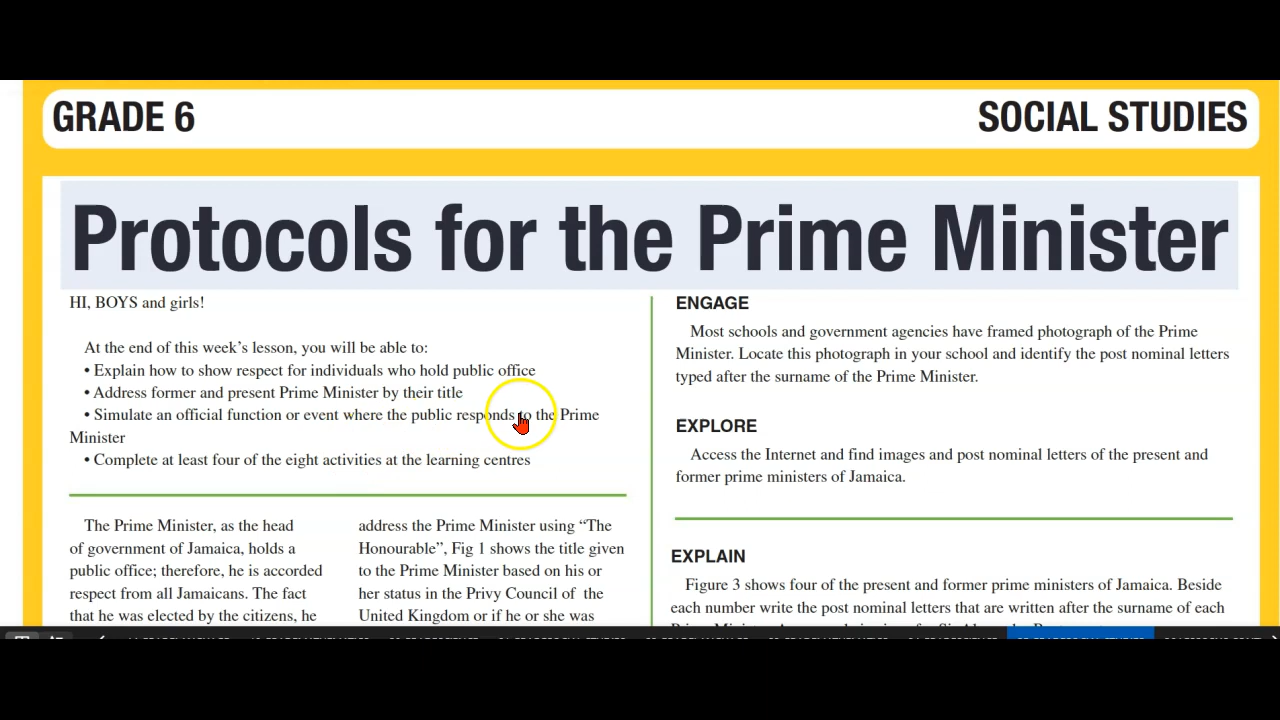 GRADE 6
SOCIAL STUDIES
Protocols for the Prime Minister
HI, BOYS and girls!
At the end of this week's lesson, you will be able to:
• Explain how to show respect for individuals who hold public office
• Address former and present Prime Minister by their title
• Simulate an official function or event where the public responds to the Prime
Minister
• Complete at least four of the eight activities at the learning centres
The Prime Minister, as the head
of government of Jamaica, holds a
public office; therefore, he is accorded
respect from all Jamaicans. The fact
that he was elected by the citizens, he
address the Prime Minister using “The
Honourable”, Fig 1 shows the title given
to the Prime Minister based on his or
her status in the Privy Council of the
United Kingdom or if he or she was
ENGAGE
Most schools and government agencies have framed photograph of the Prime
Minister. Locate this photograph in your school and identify the post nominal letters
typed after the surname of the Prime Minister.
EXPLORE
Access the Internet and find images and post nominal letters of the present and
former prime ministers of Jamaica.
EXPLAIN
Figure 3 shows four of the present and former prime ministers of Jamaica. Beside
each number write the post nominal letters that are written after the surname of each